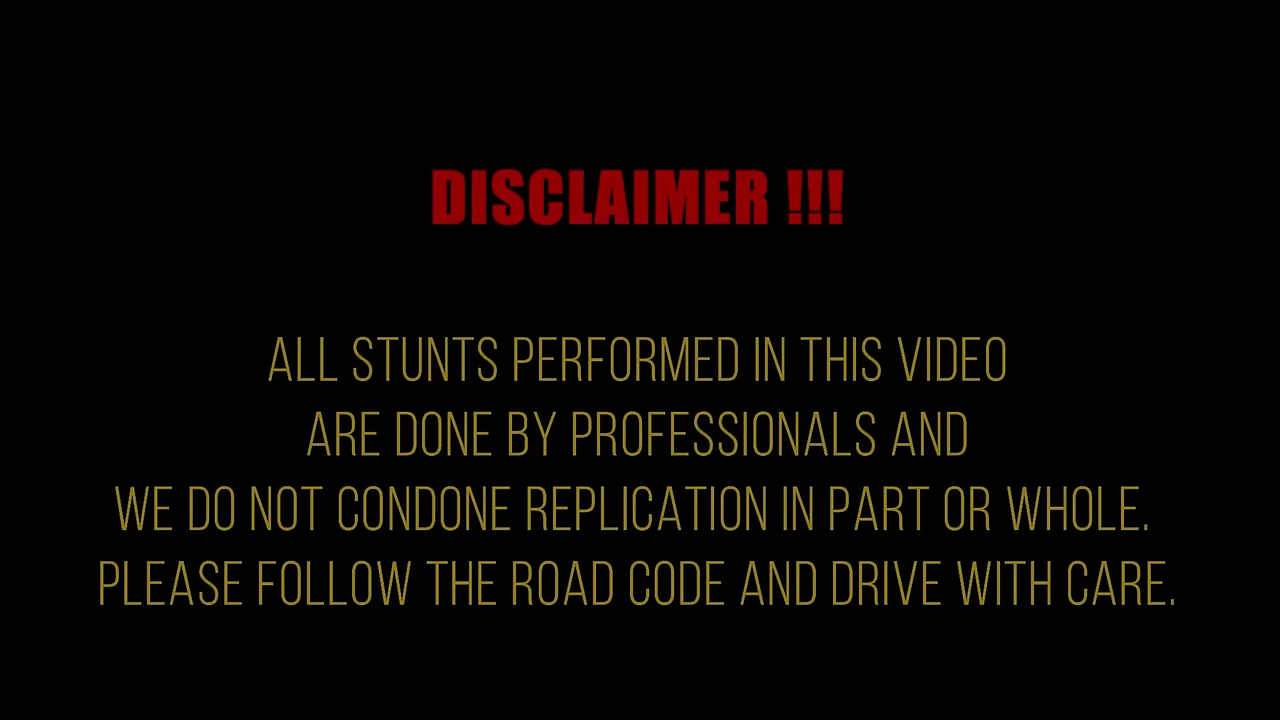 DISCLAIMER !!!
ALL STUNTS PERFORMED IN THIS VIDEO
ARE DONE BY PROFESSIONALS AND
WE DO NOT CONDONE REPLICATION IN PART OR WHOLE.
PLEASE FOLLOW THE ROAD CODE AND DRIVE WITH CARE.